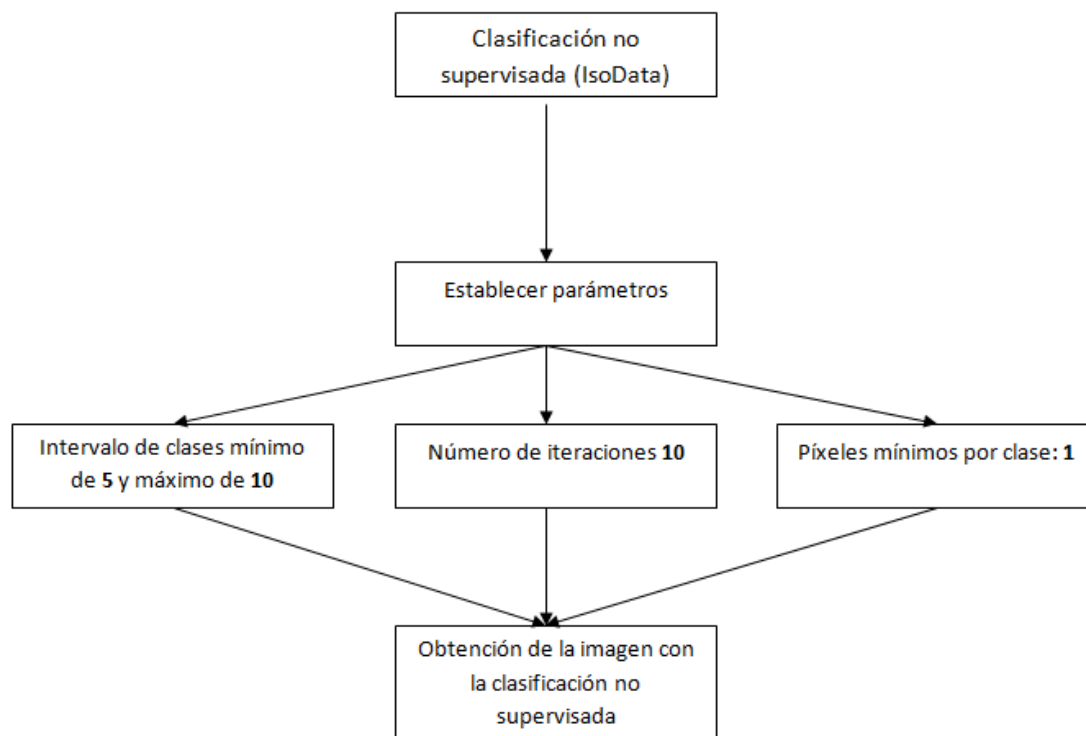 Clasificación no
supervisada (IsoData)
Establecer parámetros
Intervalo de clases mínimo
de 5 y máximo de 10
Número de iteraciones 10
Píxeles mínimos por clase: 1
Obtención de la imagen con
la clasificación no
supervisada